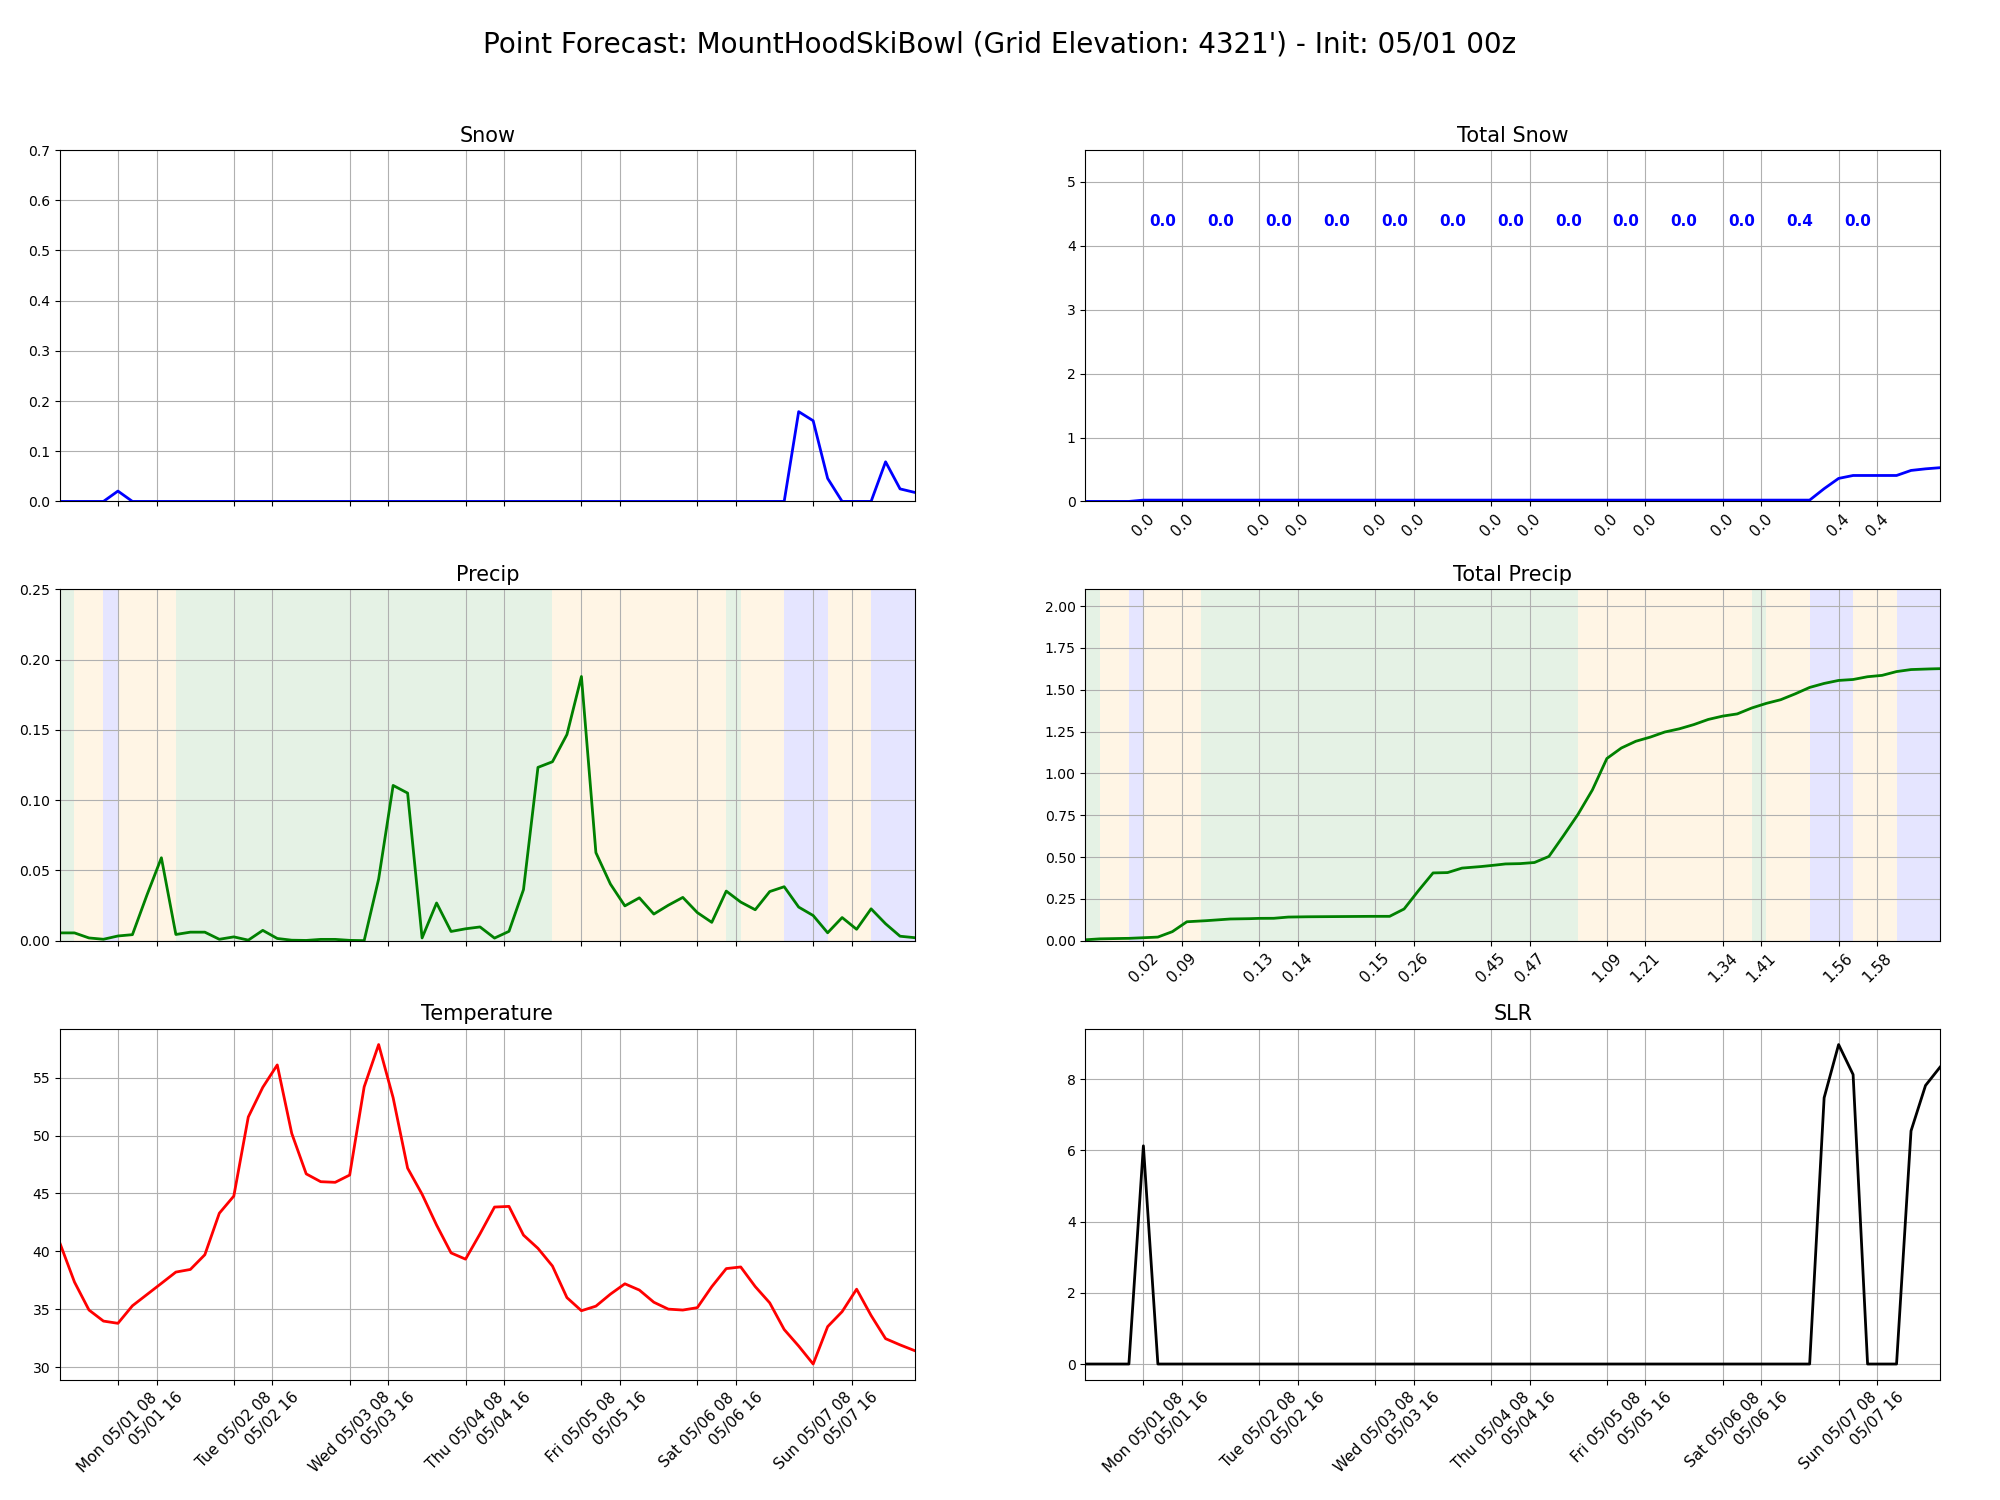 Point Forecast: MountHoodSkiBowl (Grid Elevation: 4321') - Init: 05/01 00z
Snow
0.7
0.6
0.5
0.4
0.3
0.2
0.1
0.0
Total Snow
5
4
3
2
1
0
0.0 0.0 0.0 0.0 0.0 0.0 0.0 0.0 0.0 0.0 0.0 0.4 0.0
0.0 0.0 0.0 0.0 0.0 0.0 0.0 0.0 0.0 0.0 0.0 0.0 0.4 0.4
Precip
0.25
0.20
0.15
0.10
0.05
0.00
Total Precip
2.00
1.75
1.50
1.25
1.00
0.75
0.50
0.25
0.00
0.02 0.09 0.13 0.14 0.15 0.26 0.45 0.47 1.09 1.21 1.34 1.41 1.56 1.58
Temperature
55
50
45
40
35
30
Mon 05/01 08
05/01 16
Tue 05/02 08
05/02 16
Wed 05/03 08
05/03 16
Thu 05/04 08
05/04 16
Fri 05/05 08
05/05 16
Sat 05/06 08
05/06 16
Sun 05/07 08
05/07 16
SLR
8
6
4
2
0
Mon 05/01 08
05/01 16
Tue 05/02 08
05/02 16
Wed 05/03 08
05/03 16
Thu 05/04 08
05/04 16
Fri 05/05 08
05/05 16
Sat 05/06 08
05/06 16
Sun 05/07 08
05/07 16